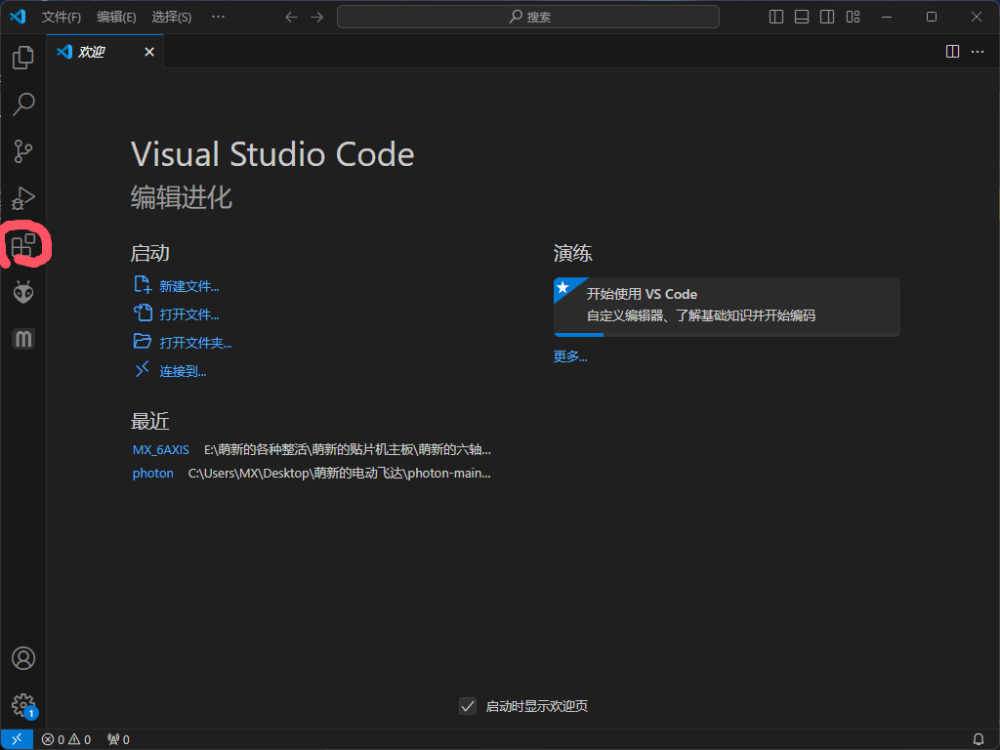 文件(F) 编辑(E) 选择(S) ··· 搜索
欢迎
Visual Studio Code
编辑进化
启动
新建文件...
打开文件...
打开文件夹...
连接到...
最近
MX_6AXIS E:\萌新的各种整活\萌新的贴片机主板\萌新的六轴...
photon C:\Users\MX\Desktop\萌新的电动飞达\photon-main...
演练
开始使用 VS Code
自定义编辑器、了解基础知识并开始编码
更多...
m
启动时显示欢迎页
1
0 0 0